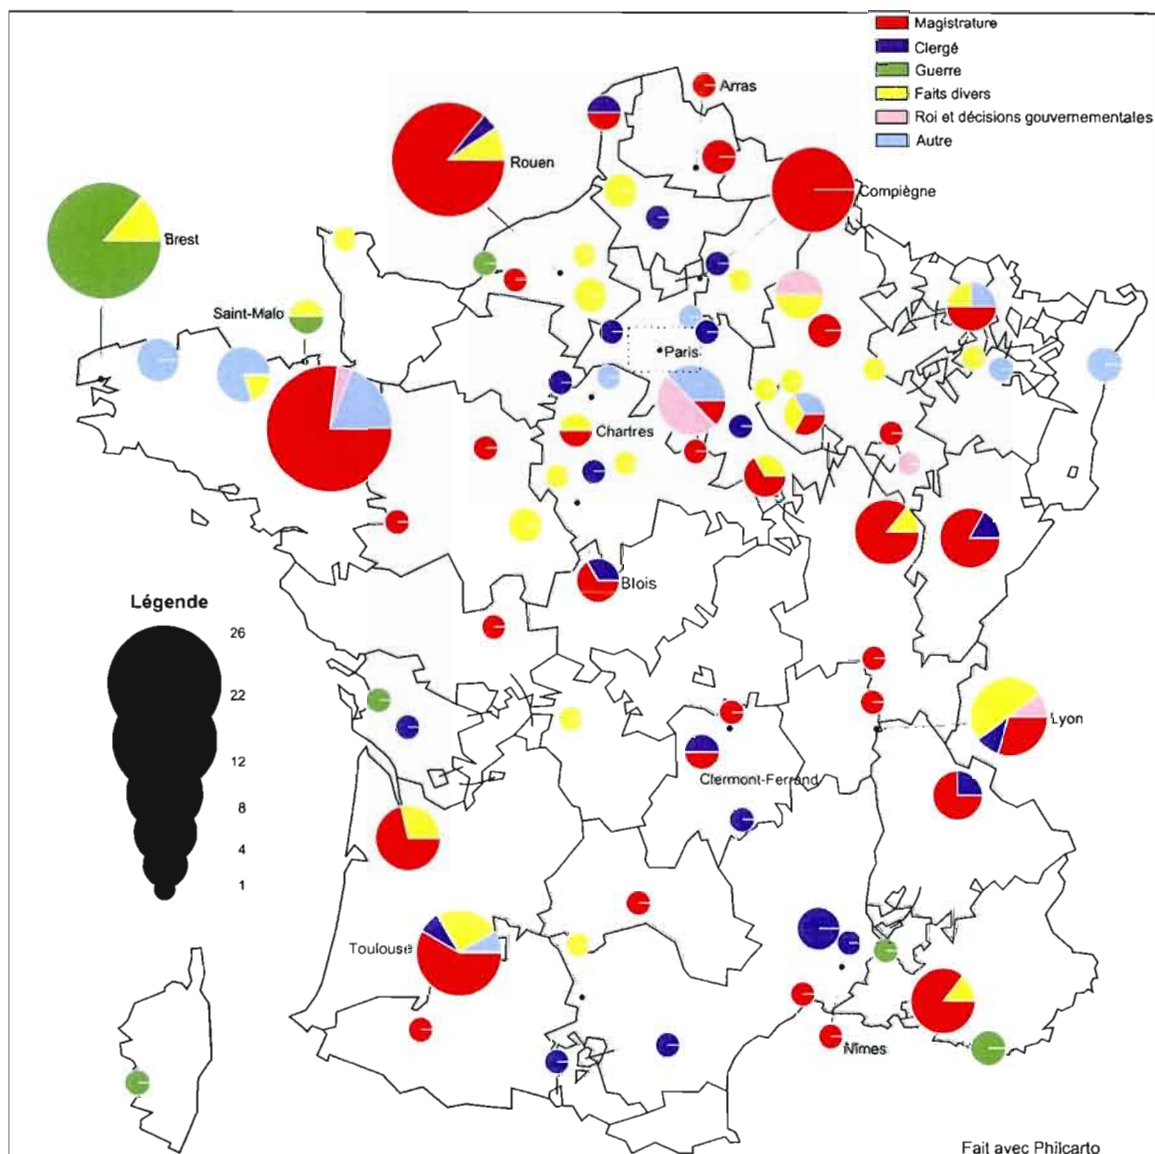 Magistrature
Clergé
Guerre
Faits divers
Roi et décisions gouvernementales
Autre
Arras
Rouen
Compiègne
Brest
Saint-Malo
Paris
Chartres
Blois
Légende
26
22
12
8
4
1
Lyon
Clermont-Ferrand
Toulouse
Nîmes
Fait avec Philcarto